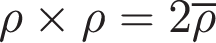 ρ × ρ = 2ρ̅